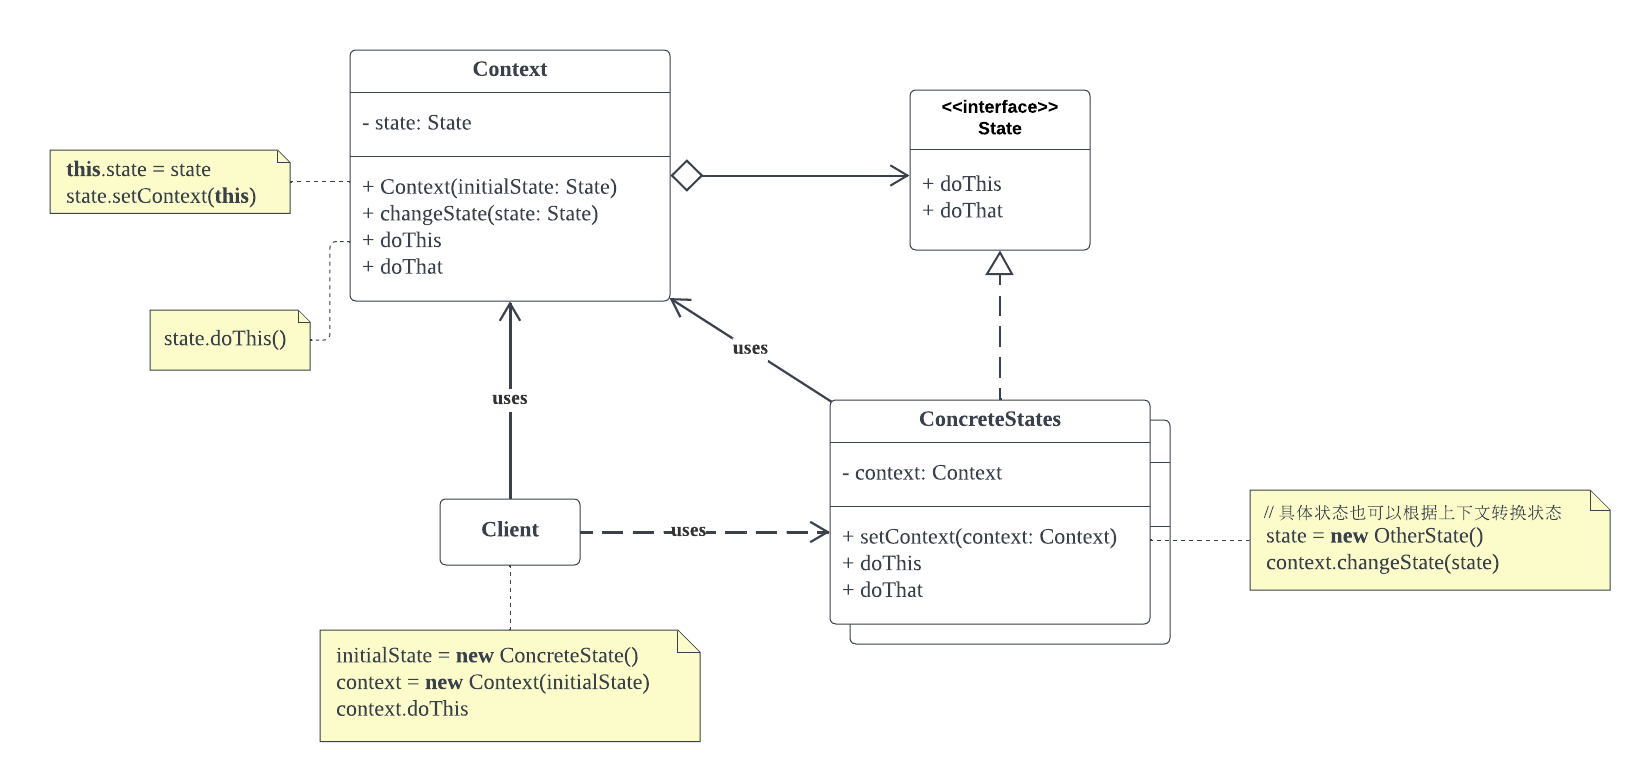 Context
- state: State
+ Context(initialState: State)
+ changeState(state: State)
+ doThis
+ doThat
<<interface>>
State
+ doThis
+ doThat
this.state = state
state.setContext(this)
state.doThis()
uses
uses
Client
uses
ConcreteStates
- context: Context
+ setContext(context: Context)
+ doThis
+ doThat
// 具体状态也可以根据上下文转换状态
state = new OtherState()
context.changeState(state)
initialState = new ConcreteState()
context = new Context(initialState)
context.doThis